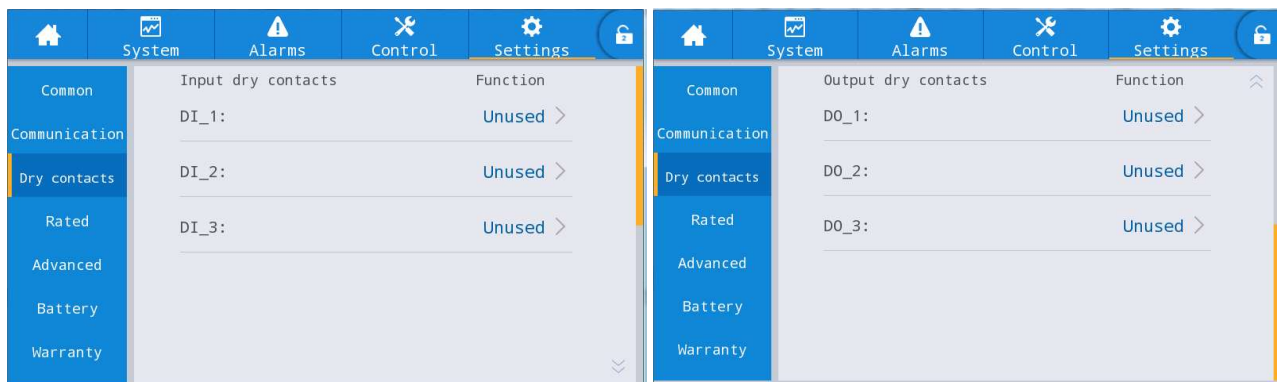 System Alarms Control Settings 2
Common
Communication
Dry contacts
Rated
Advanced
Battery
Warranty
Input dry contacts Function
DI_1: Unused
DI_2: Unused
DI_3: Unused
System Alarms Control Settings 2
Common
Communication
Dry contacts
Rated
Advanced
Battery
Warranty
Output dry contacts Function
DO_1: Unused
DO_2: Unused
DO_3: Unused